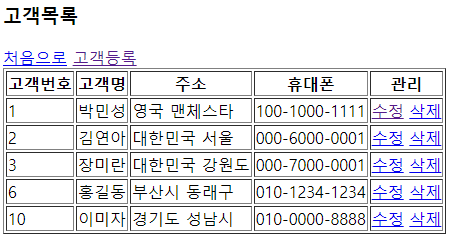 고객목록
처음으로 고객등록
고객번호 고객명 주소 휴대폰 관리
1 박민성 영국 맨체스타 100-1000-1111 수정 삭제
2 김연아 대한민국 서울 000-6000-0001 수정 삭제
3 장미란 대한민국 강원도 000-7000-0001 수정 삭제
6 홍길동 부산시 동래구 010-1234-1234 수정 삭제
10 이미자 경기도 성남시 010-0000-8888 수정 삭제